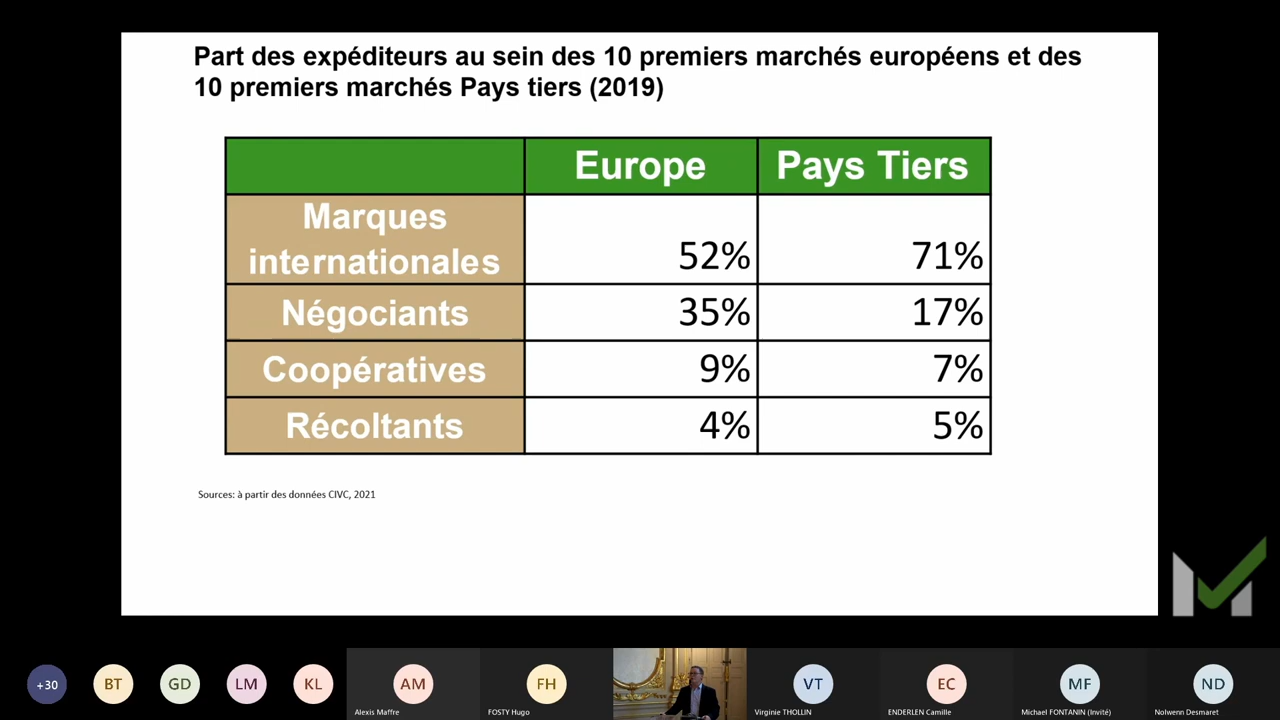 Part des expéditeurs au sein des 10 premiers marchés européens et des
10 premiers marchés Pays tiers (2019)
Europe Pays Tiers
Marques
internationales 52% 71%
Négociants 35% 17%
Coopératives 9% 7%
Récoltants 4% 5%
Sources: à partir des données CIVC, 2021
+30 BT GD LM KL AM FH VT EC MF ND
Alexis Maffre FOSTY Hugo Virginie THOLLIN ENDERLEN Camille Michael FONTANIN (Invité) Nolwenn Desmaret